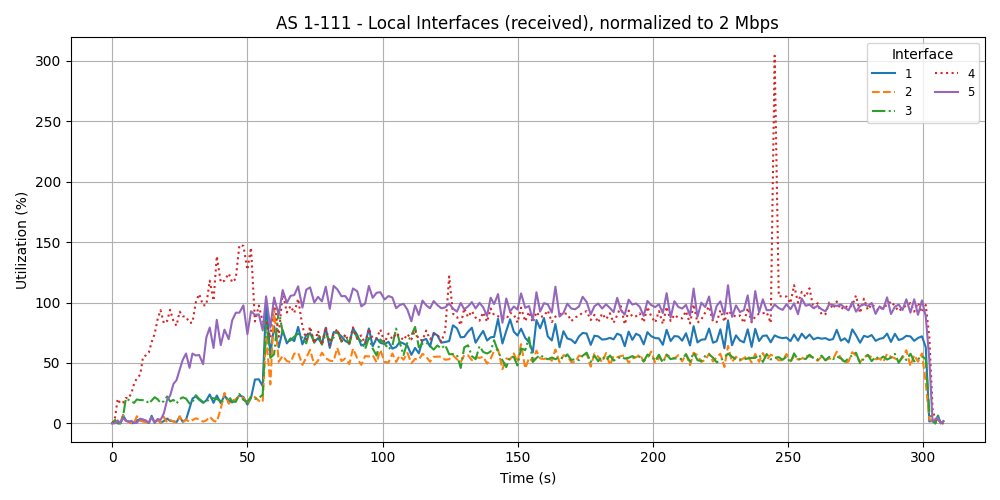 AS 1-111 - Local Interfaces (received), normalized to 2 Mbps
Utilization (%)
300
250
200
150
100
50
0
Interface
1
2
3
4
5
0 50 100 150 200 250 300
Time (s)